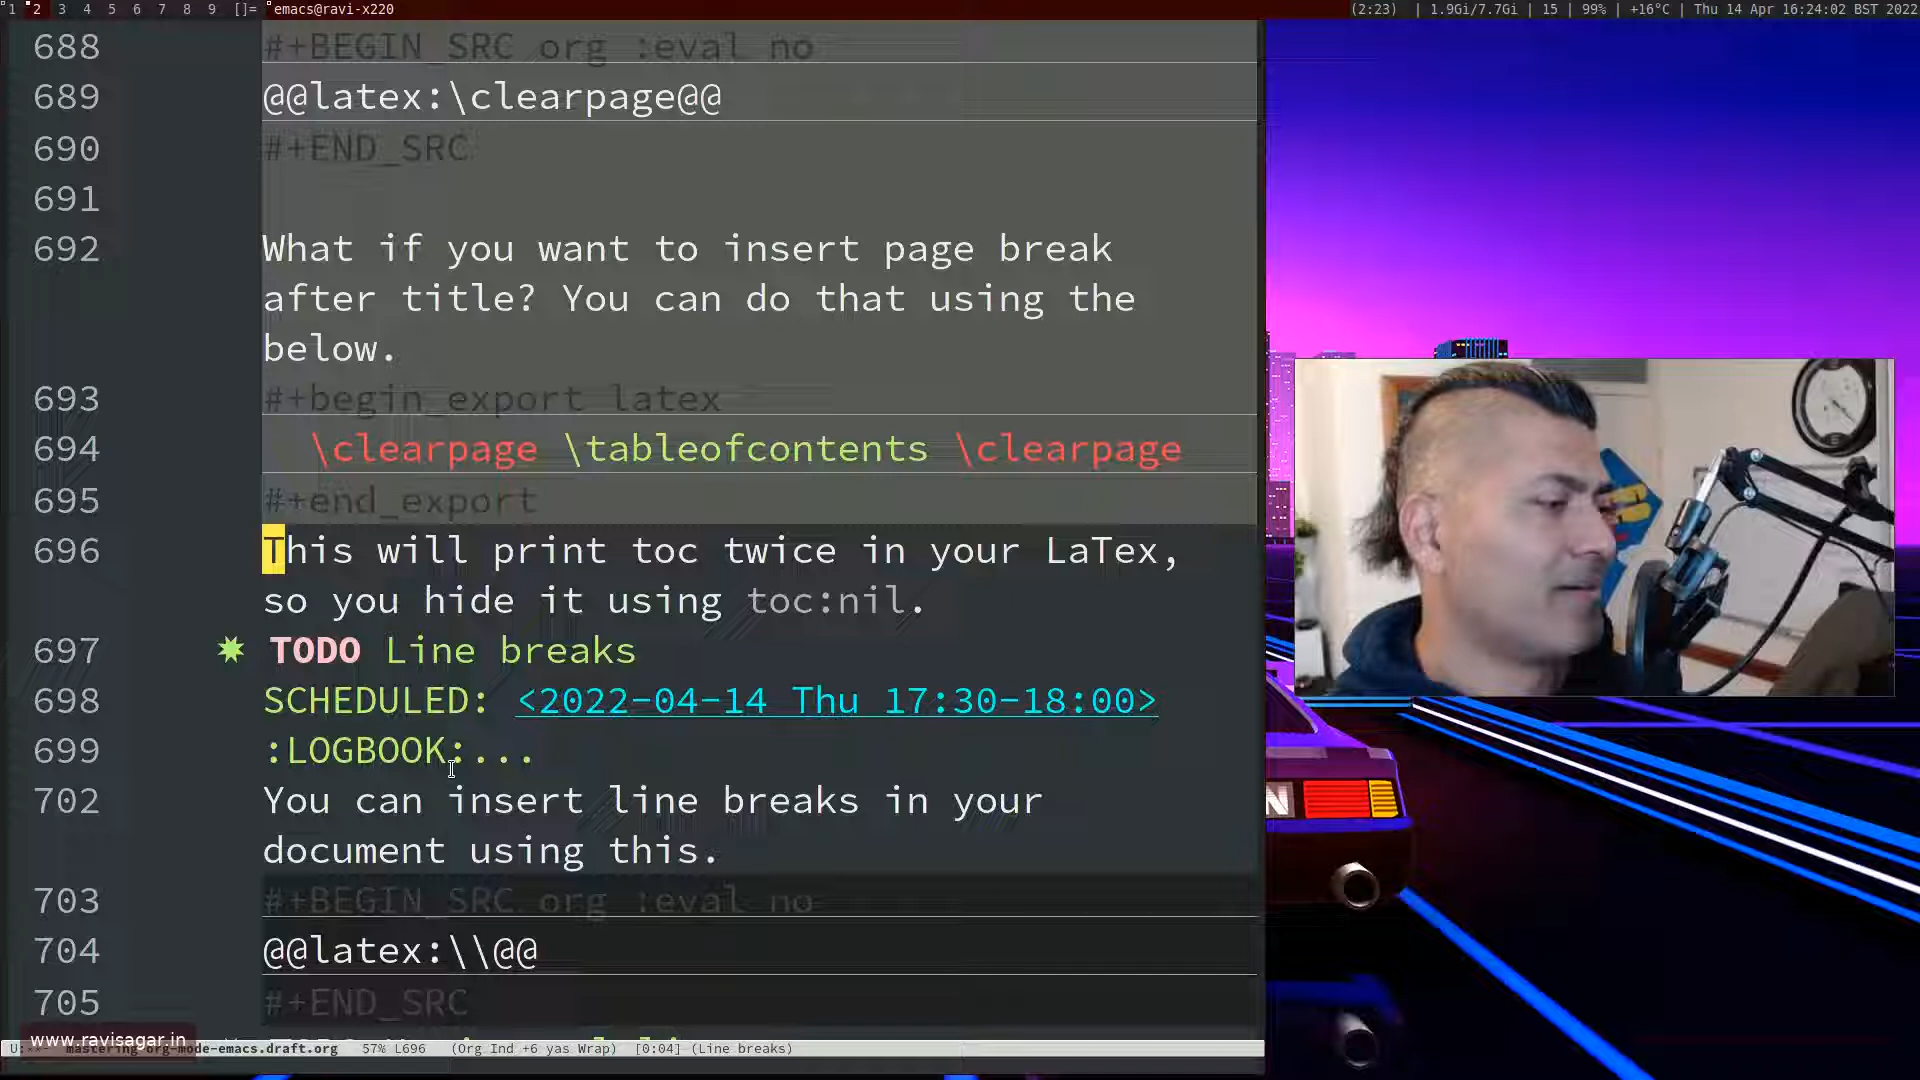 1 2 3 4 5 6 7 8 9 []= emacs@ravi-x220 (2:23) | 1.9Gi/7.7Gi | 15 | 99% | +16°C | Thu 14 Apr 16:24:02 BST 2022
688 #+BEGIN_SRC org :eval no
689 @@latex:\clearpage@@
690 #+END_SRC
691
692 What if you want to insert page break
after title? You can do that using the
below.
693 #+begin_export latex
694 \clearpage \tableofcontents \clearpage
695 #+end_export
696 This will print toc twice in your LaTex,
so you hide it using toc:nil.
697 TODO Line breaks
698 SCHEDULED: <2022-04-14 Thu 17:30-18:00>
699 :LOGBOOK:...
702 You can insert line breaks in your
document using this.
703 #+BEGIN_SRC org :eval no
704 @@latex:\\@@
705 #+END_SRC
www.ravisagar.in
mastering-org-mode-emacs.draft.org 57% L696 (Org Ind +6 yas Wrap) [0:04] (Line breaks)